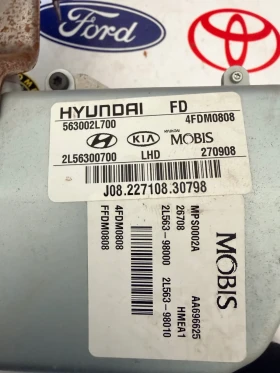 Ford
HYUNDAI FD
563002L700 4FDM0808
KIA MOBIS
2L56300700 LHD 270908
J08.227108.30798
MPS0002A AA696625
26708 HMEA1
2L563-98000 2L563-98010
4FDM0808
FFDM0808
MOBIS